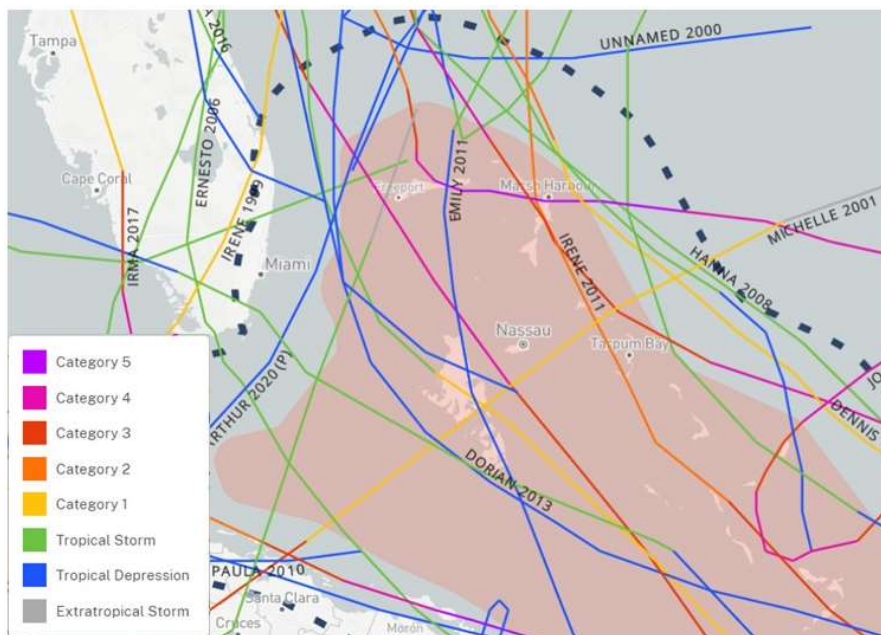 2016
UNNAMED 2000
Tampa
ERNESTO 2006
Cape Coral
EMILY 2011
Marsh Harbour
IRMA 2017
IRENE 1999
MICHELLE 2001
Miami
IRENE 2011
HANNA 2008
Nassau
Tarpum Bay
ARTHUR 2020 (P)
DENNIS
DORIAN 2013
Category 5
Category 4
Category 3
Category 2
Category 1
Tropical Storm
Tropical Depression
Extratropical Storm
PAULA 2010
Santa Clara
Cruces
Morón